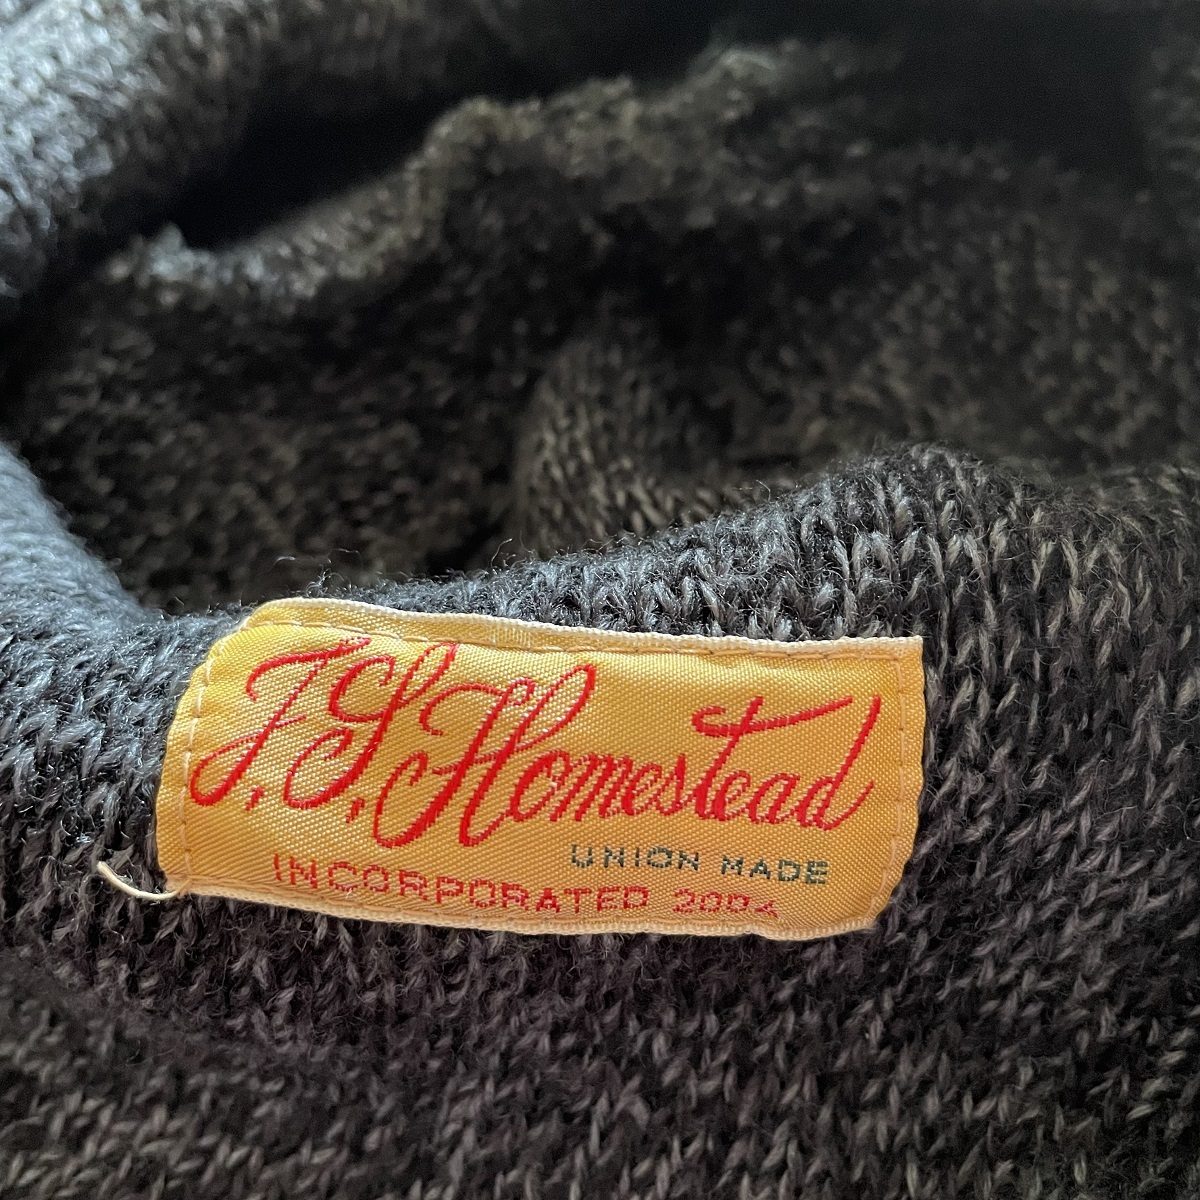 J.S. Homestead
UNION MADE
INCORPORATED 2004